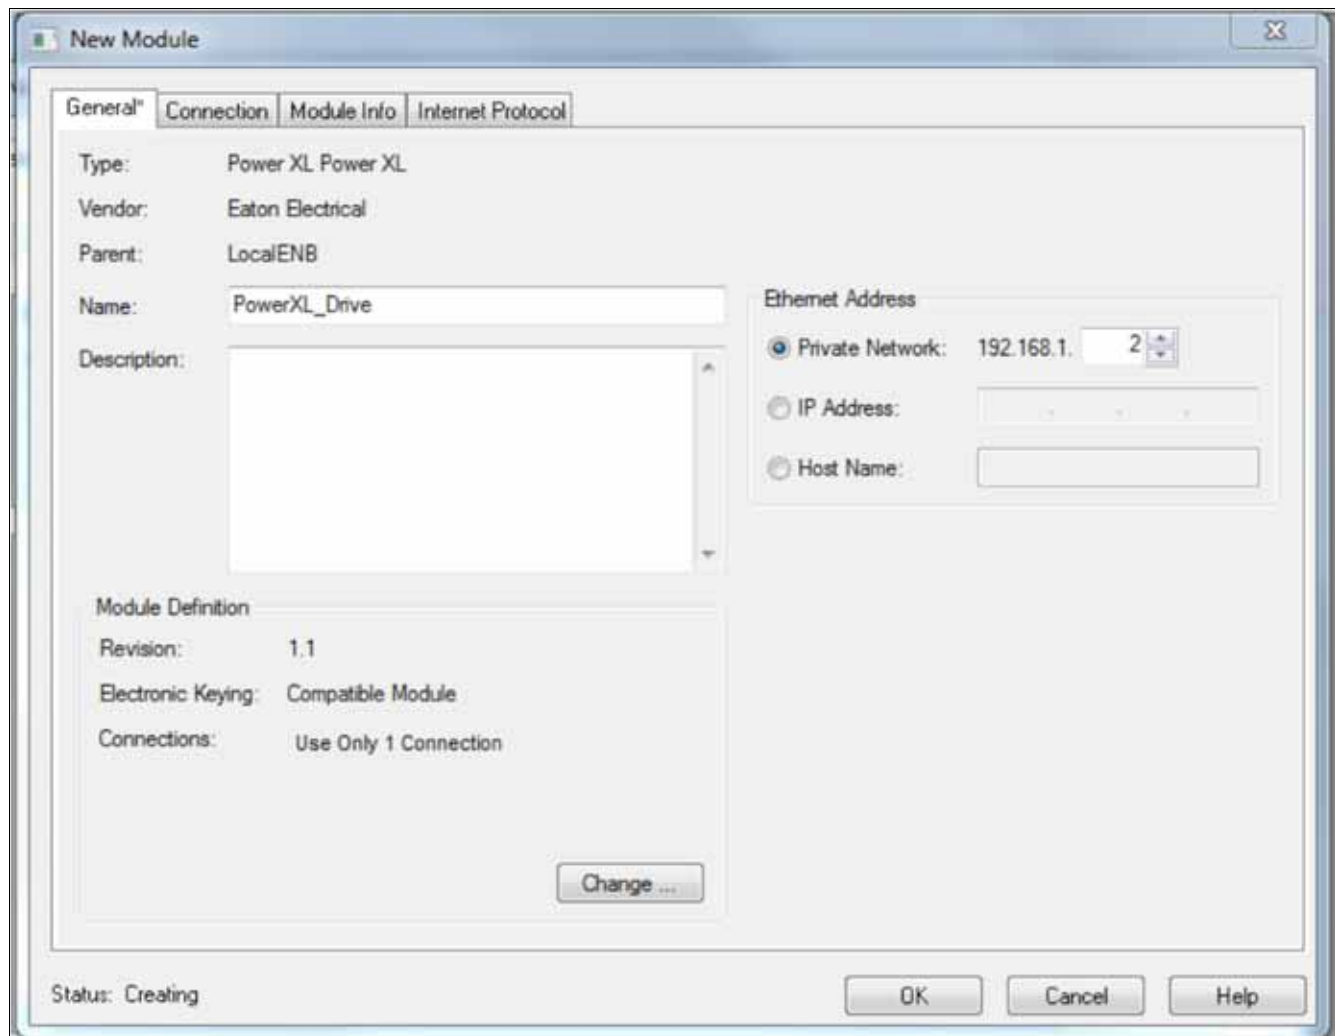 New Module
General* Connection Module Info Internet Protocol
Type: Power XL Power XL
Vendor: Eaton Electrical
Parent: LocalENB
Name: PowerXL_Drive
Description:
Ethernet Address
Private Network: 192.168.1. 2
IP Address: . . .
Host Name:
Module Definition
Revision: 1.1
Electronic Keying: Compatible Module
Connections: Use Only 1 Connection
Change ...
Status: Creating
OK Cancel Help